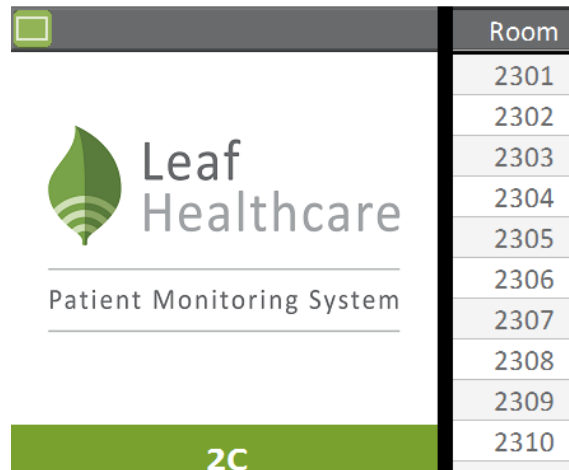 Leaf
Healthcare
Patient Monitoring System
2C
Room
2301
2302
2303
2304
2305
2306
2307
2308
2309
2310